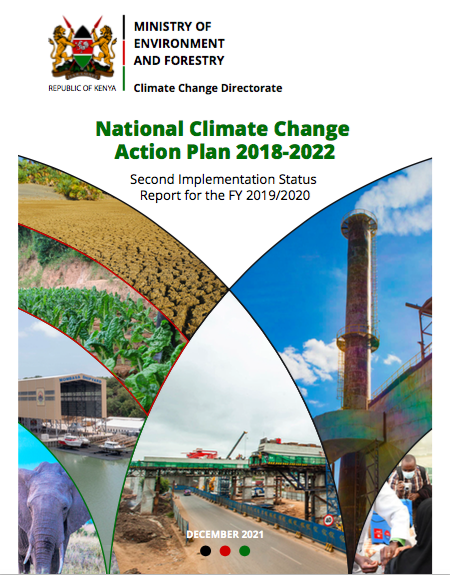 MINISTRY OF
ENVIRONMENT
AND FORESTRY
REPUBLIC OF KENYA
Climate Change Directorate
National Climate Change
Action Plan 2018-2022
Second Implementation Status
Report for the FY 2019/2020
DECEMBER 2021